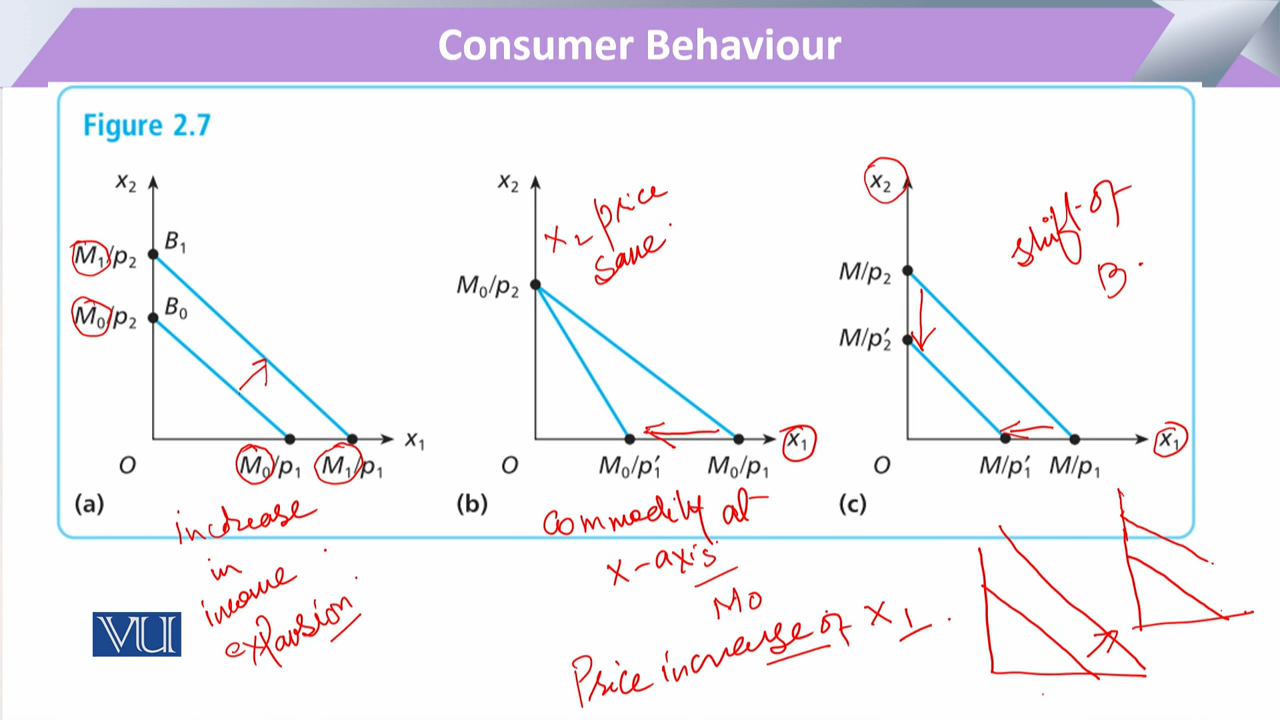 Consumer Behaviour
Figure 2.7
x₂
M₁/p₂
B₁
M₀/p₂
B₀
O
M₀/p₁
M₁/p₁
x₁
(a)
increase
in
income
expansion
x₂
x₂ price
same
M₀/p₂
O
M₀/p′₁
M₀/p₁
x₁
(b)
commodity at
x-axis
M₀
Price increase of x₁.
x₂
shift of
B.
M/p₂
M/p′₂
O
M/p′₁
M/p₁
x₁
(c)
VU